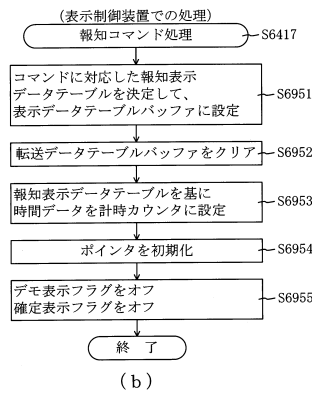 (表示制御装置での処理)
報知コマンド処理
S6417
コマンドに対応した報知表示
データテーブルを決定して、
表示データテーブルバッファに設定
S6951
転送データテーブルバッファをクリア
S6952
報知表示データテーブルを基に
時間データを計時カウンタに設定
S6953
ポインタを初期化
S6954
デモ表示フラグをオフ
確定表示フラグをオフ
S6955
終 了
(b)